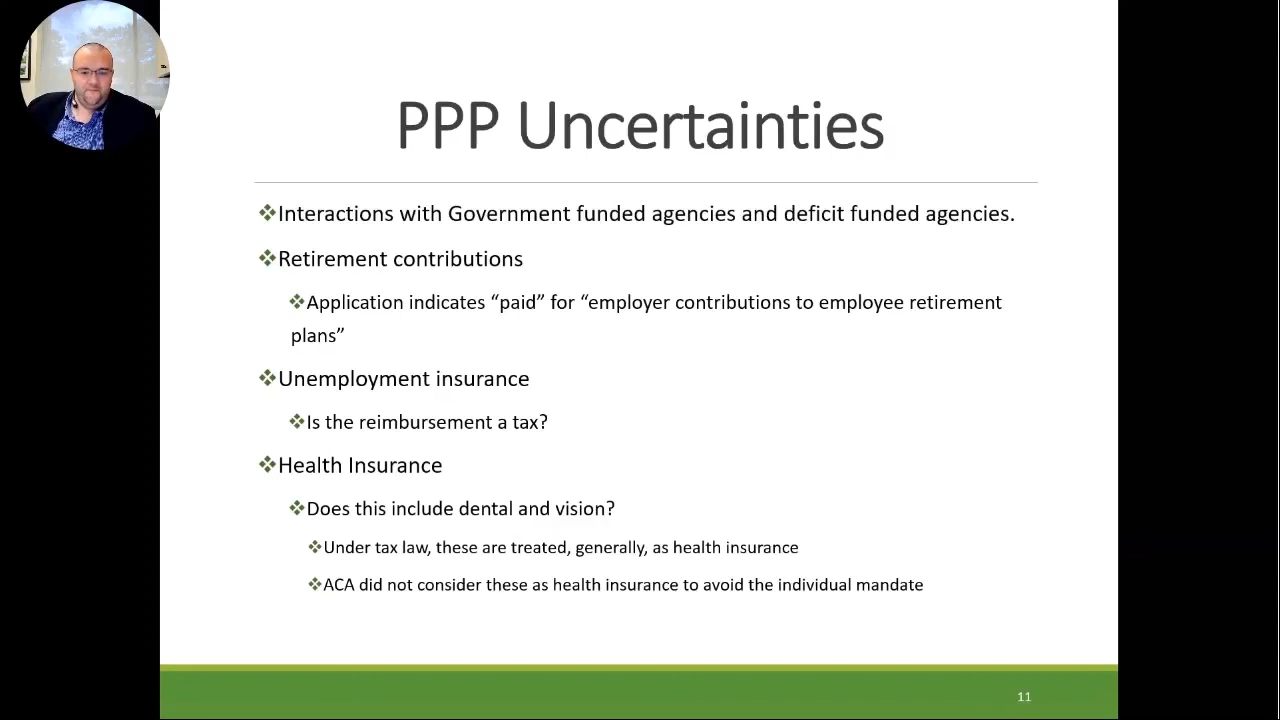 PPP Uncertainties
❖Interactions with Government funded agencies and deficit funded agencies.
❖Retirement contributions
❖Application indicates “paid” for “employer contributions to employee retirement
plans”
❖Unemployment insurance
❖Is the reimbursement a tax?
❖Health Insurance
❖Does this include dental and vision?
❖Under tax law, these are treated, generally, as health insurance
❖ACA did not consider these as health insurance to avoid the individual mandate
11